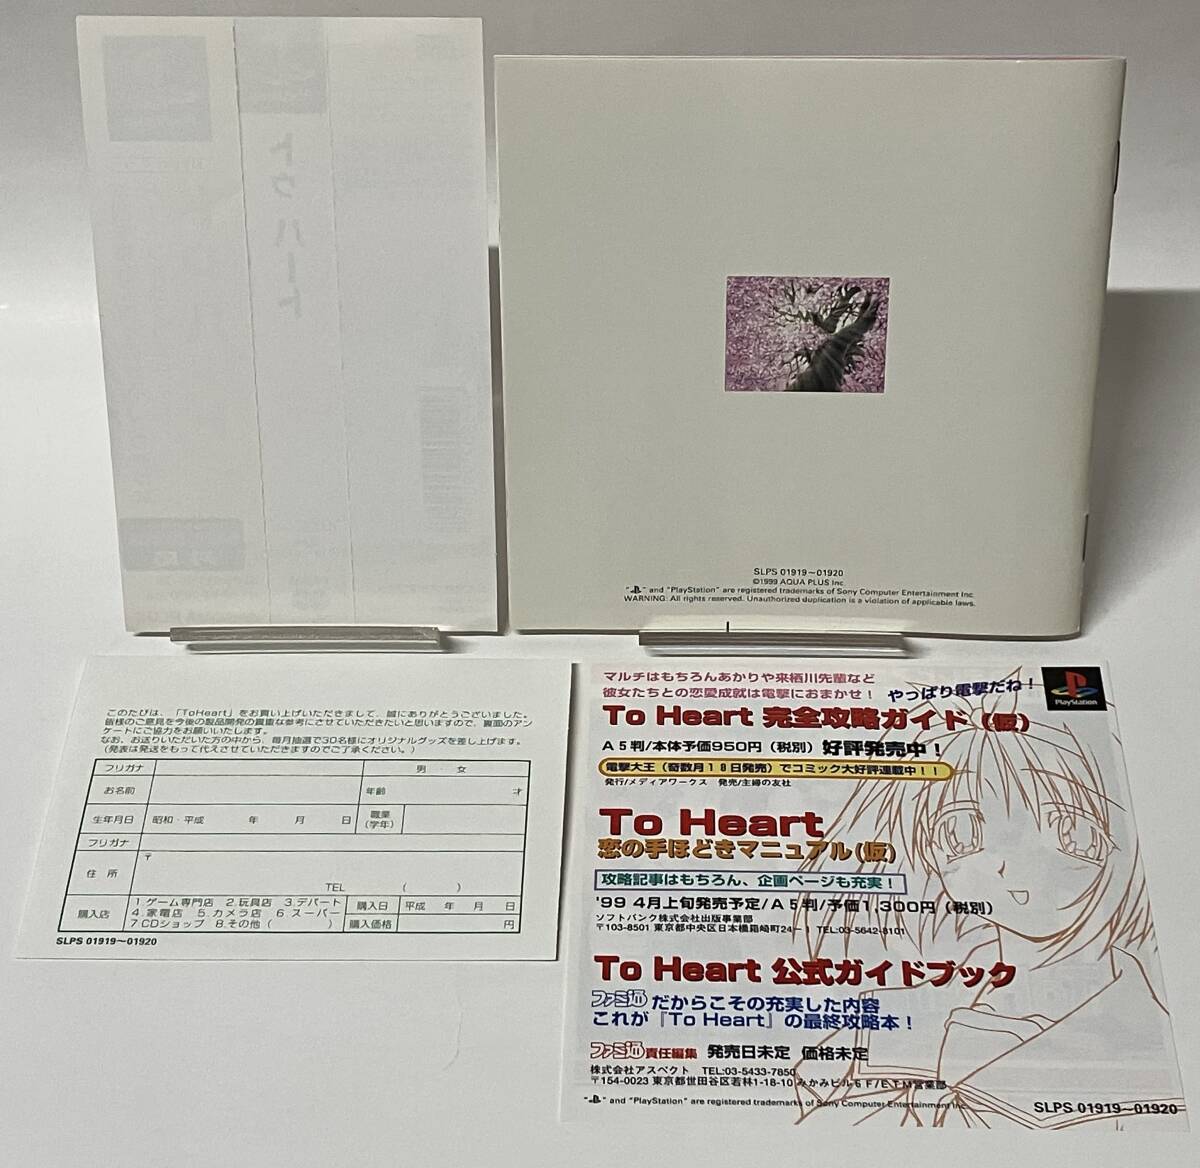 トゥハート
SLPS 01919～01920
©1999 AQUA PLUS Inc.
" " and "PlayStation" are registered trademarks of Sony Computer Entertainment Inc.
WARNING: All rights reserved. Unauthorized duplication is a violation of applicable laws.
このたびは、「ToHeart」をお買い上げいただきまして、誠にありがとうございました。
皆様のご意見を今後の製品開発の貴重な参考にさせていただきたいと思いますので、裏面のアン
ケートにご協力をお願いいたします。
なお、お送りいただいた方の中から、毎月抽選で30名様にオリジナルグッズを差し上げます。
(発表は発送をもって代えさせていただきますのでご了承ください。)
フリガナ 男・女
お名前 年齢 才
生年月日 昭和・平成 年 月 日 職業(学年)
フリガナ
住所 〒
TEL ( )
購入店 1.ゲーム専門店 2.玩具店 3.デパート 購入日 平成 年 月 日
4.家電店 5.カメラ店 6 スーパー
7 CDショップ 8.その他 ( ) 購入価格 円
SLPS 01919～01920
マルチはもちろんあかりや来栖川先輩など
彼女たちとの恋愛成就は電撃におまかせ！ やっぱり電撃だね！
PlayStation
To Heart 完全攻略ガイド（仮）
A5判/本体予価950円（税別）好評発売中！
電撃大王（奇数月18日発売）でコミック大好評連載中！！
発行/メディアワークス 発売/主婦の友社
To Heart
恋の手ほどきマニュアル（仮）
攻略記事はもちろん、企画ページも充実！
'99 4月上旬発売予定/A5判/予価1,300円（税別）
ソフトバンク株式会社出版事業部
〒103-8501 東京都中央区日本橋箱崎町24－1 TEL:03-5642-8101
To Heart 公式ガイドブック
ファミ通だからこその充実した内容
これが『To Heart』の最終攻略本！
ファミ通責任編集 発売日未定 価格未定
株式会社アスペクト TEL:03-5433-7850
〒154-0023 東京都世田谷区若林1-18-10 みかみビル6F/ETM営業部
" " and "PlayStation" are registered trademarks of Sony Computer Entertainment Inc.
SLPS 01919～01920